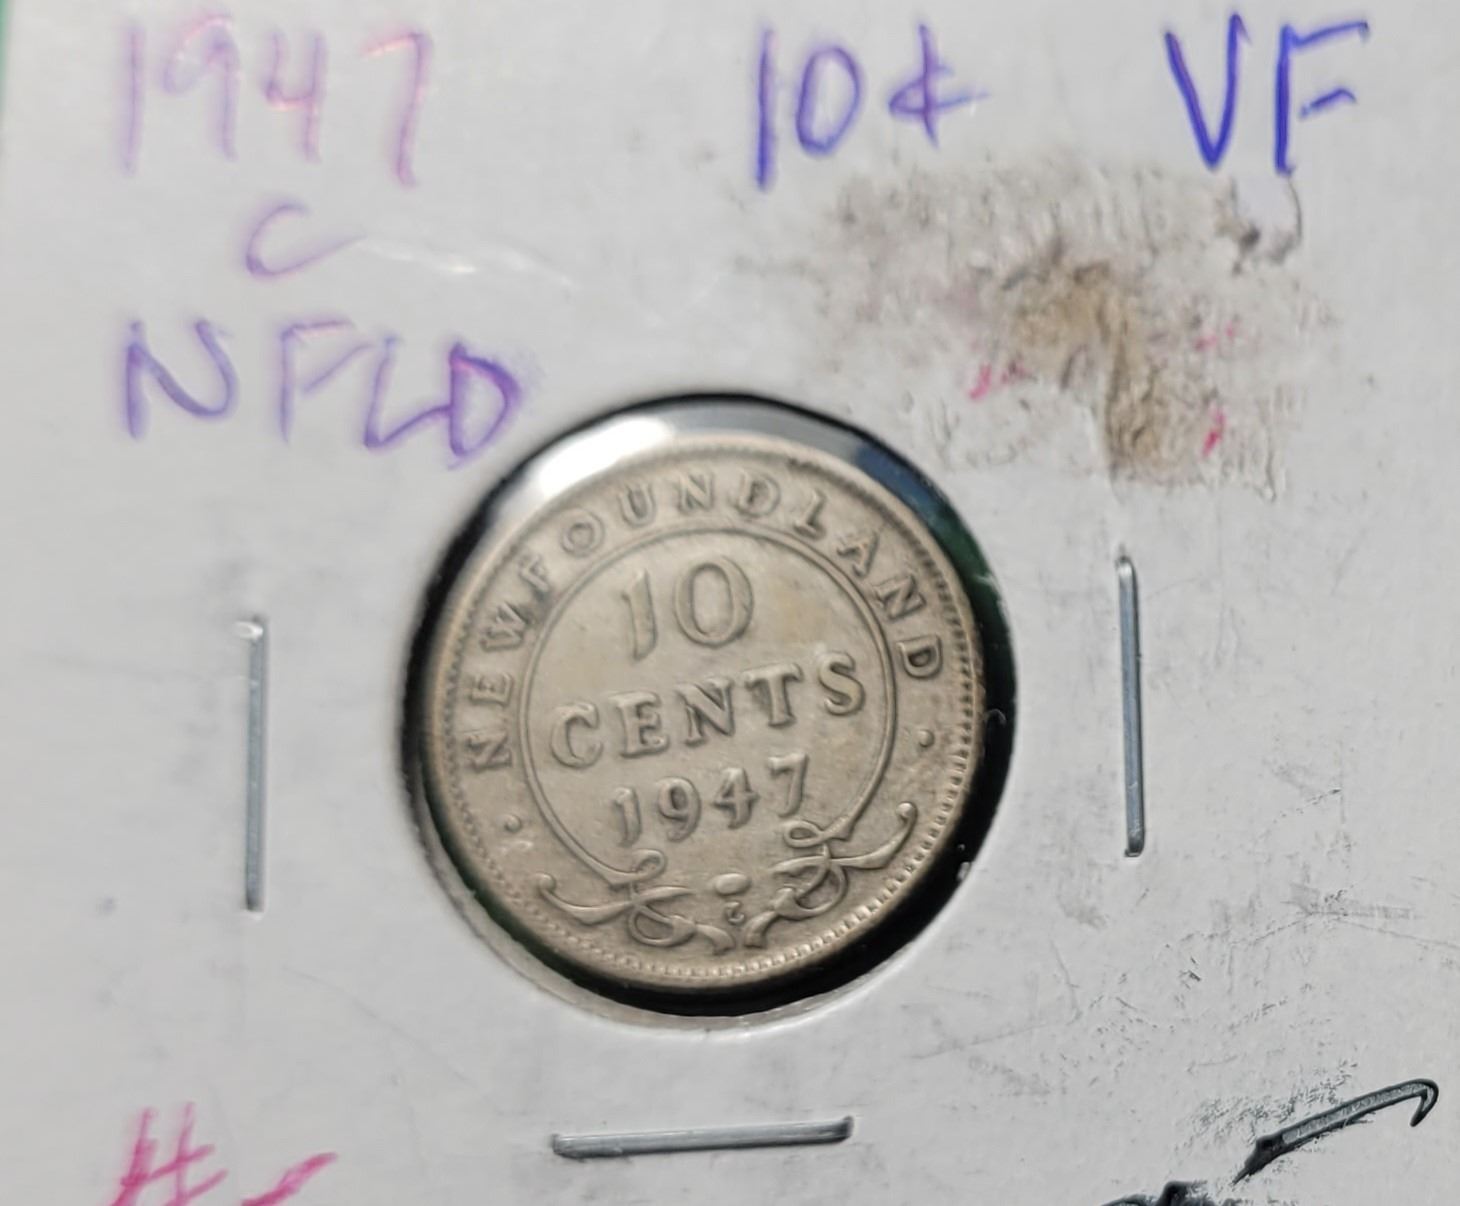 1947 10¢ VF
C
NFLD
NEWFOUNDLAND
10
CENTS
1947
C